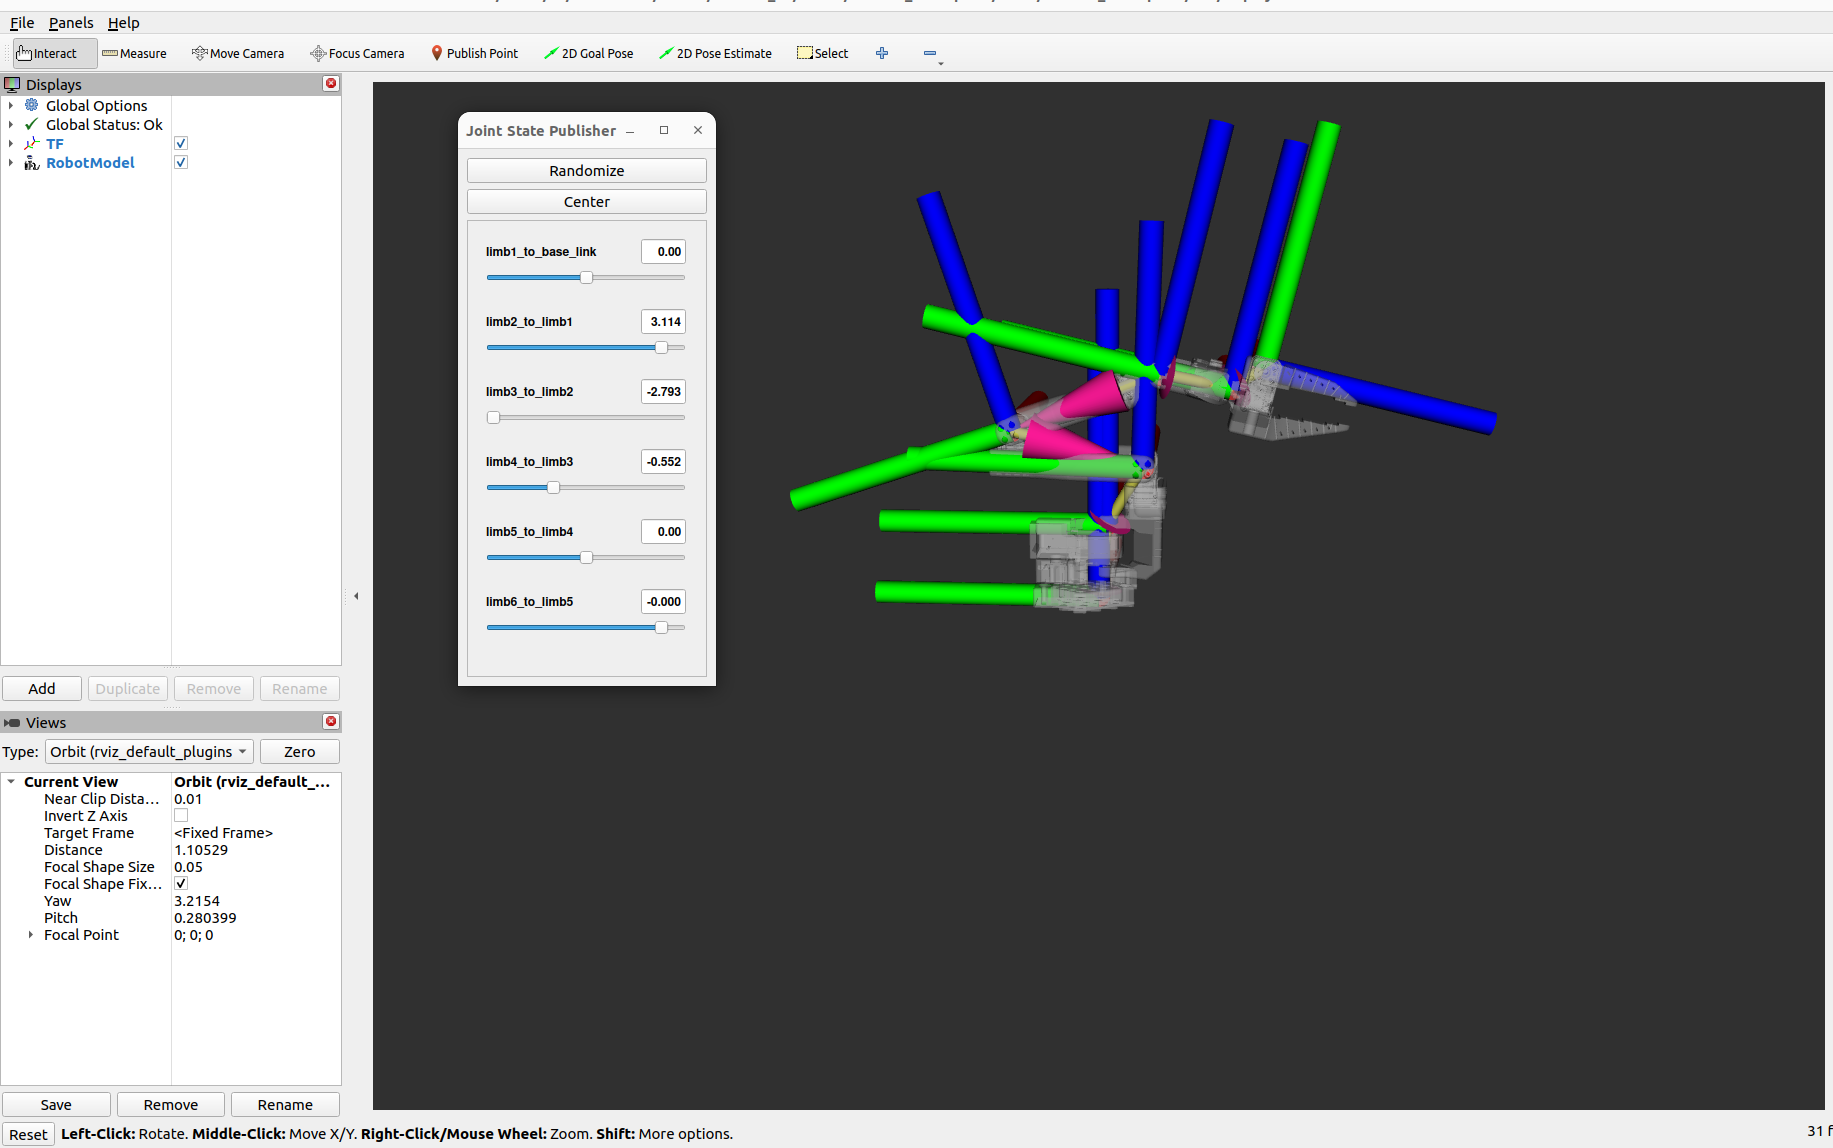 File Panels Help
Interact Measure Move Camera Focus Camera Publish Point 2D Goal Pose 2D Pose Estimate Select
Displays
Global Options
Global Status: Ok
TF
RobotModel
Add Duplicate Remove Rename
Views
Type: Orbit (rviz_default_plugins Zero
Current View Orbit (rviz_default_...
Near Clip Dista... 0.01
Invert Z Axis
Target Frame <Fixed Frame>
Distance 1.10529
Focal Shape Size 0.05
Focal Shape Fix...
Yaw 3.2154
Pitch 0.280399
Focal Point 0; 0; 0
Save Remove Rename
Joint State Publisher
Randomize
Center
limb1_to_base_link 0.00
limb2_to_limb1 3.114
limb3_to_limb2 -2.793
limb4_to_limb3 -0.552
limb5_to_limb4 0.00
limb6_to_limb5 -0.000
Reset Left-Click: Rotate. Middle-Click: Move X/Y. Right-Click/Mouse Wheel: Zoom. Shift: More options. 31 f